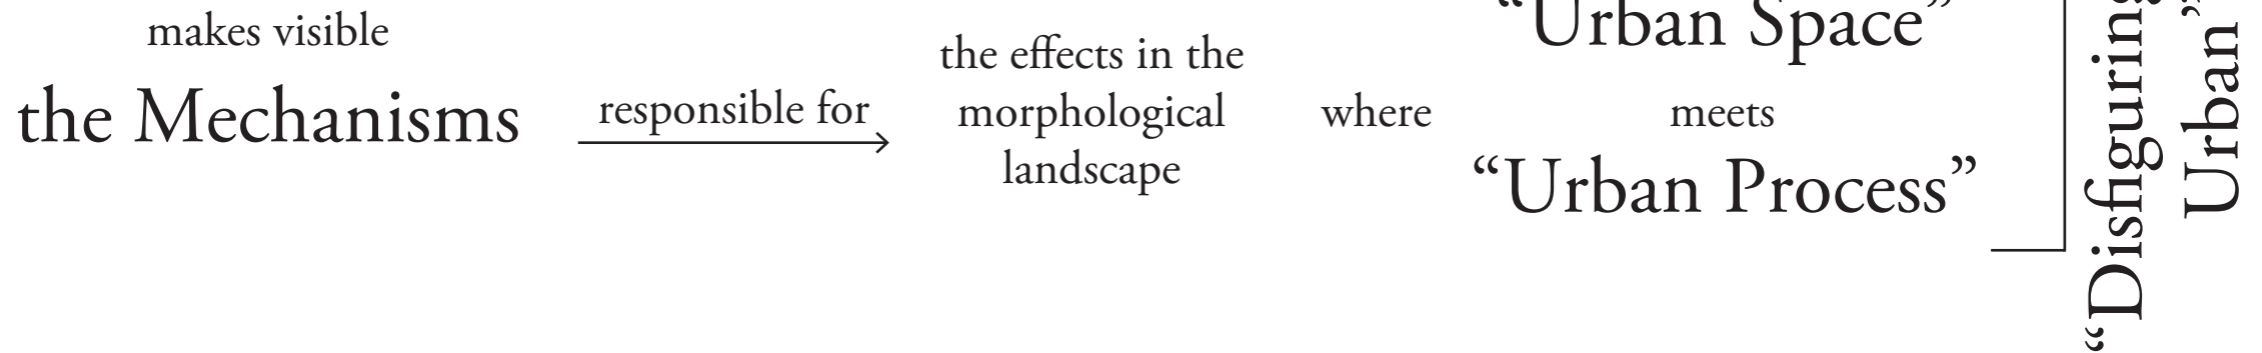 makes visible
the Mechanisms
responsible for
the effects in the
morphological
landscape
where
“Urban Space”
meets
“Urban Process”
“Disfiguring
Urban”